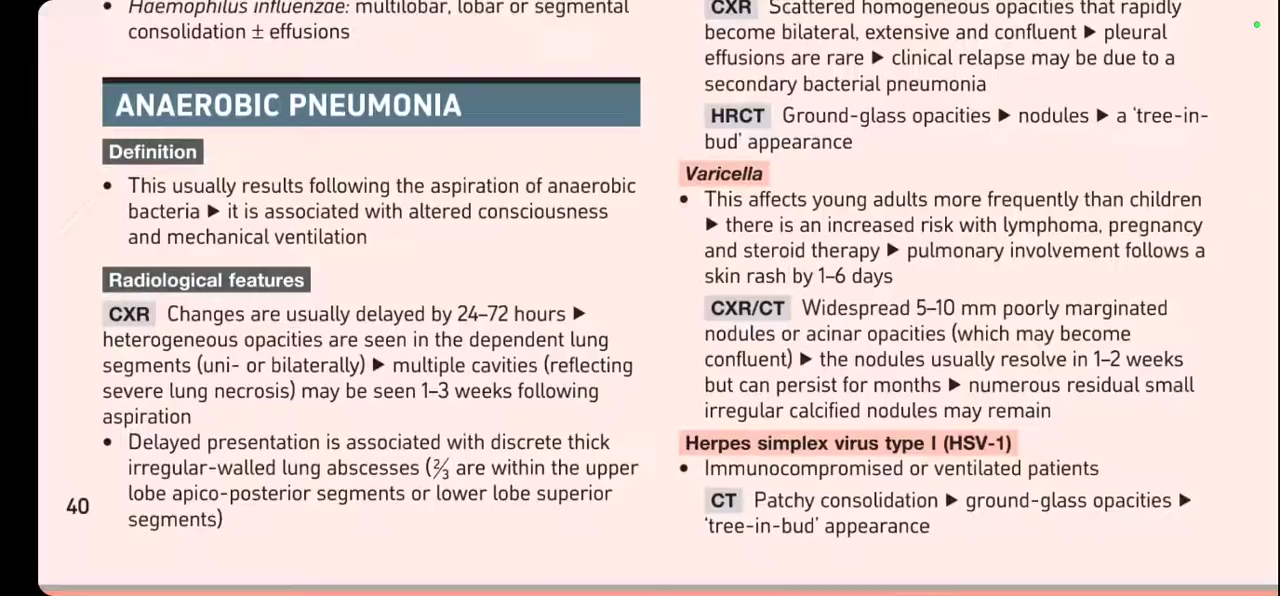 • Haemophilus influenzae: multilobar, lobar or segmental
consolidation ± effusions
ANAEROBIC PNEUMONIA
Definition
• This usually results following the aspiration of anaerobic
bacteria ▶ it is associated with altered consciousness
and mechanical ventilation
Radiological features
CXR Changes are usually delayed by 24–72 hours ▶
heterogeneous opacities are seen in the dependent lung
segments (uni- or bilaterally) ▶ multiple cavities (reflecting
severe lung necrosis) may be seen 1–3 weeks following
aspiration
• Delayed presentation is associated with discrete thick
irregular-walled lung abscesses (⅔ are within the upper
lobe apico-posterior segments or lower lobe superior
segments)
40
CXR Scattered homogeneous opacities that rapidly
become bilateral, extensive and confluent ▶ pleural
effusions are rare ▶ clinical relapse may be due to a
secondary bacterial pneumonia
HRCT Ground-glass opacities ▶ nodules ▶ a 'tree-in-
bud' appearance
Varicella
• This affects young adults more frequently than children
▶ there is an increased risk with lymphoma, pregnancy
and steroid therapy ▶ pulmonary involvement follows a
skin rash by 1–6 days
CXR/CT Widespread 5–10 mm poorly marginated
nodules or acinar opacities (which may become
confluent) ▶ the nodules usually resolve in 1–2 weeks
but can persist for months ▶ numerous residual small
irregular calcified nodules may remain
Herpes simplex virus type I (HSV-1)
• Immunocompromised or ventilated patients
CT Patchy consolidation ▶ ground-glass opacities ▶
'tree-in-bud' appearance